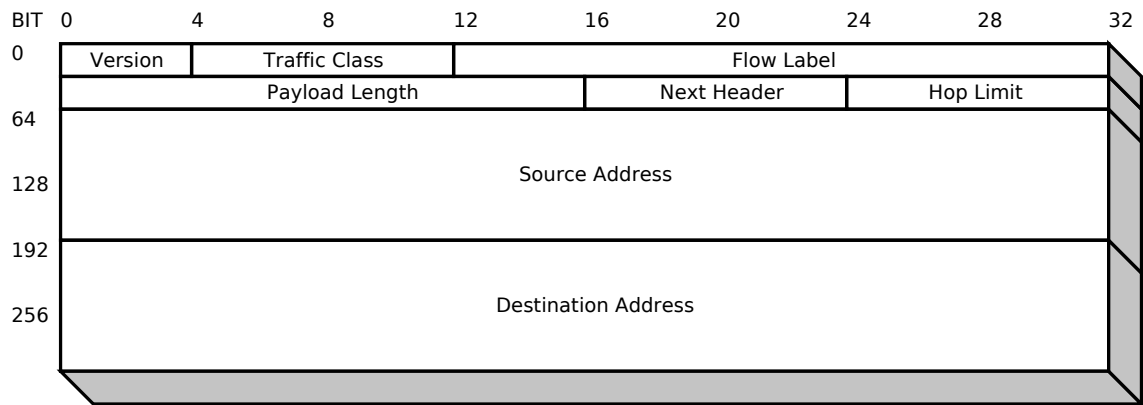 BIT 0 4 8 12 16 20 24 28 32
0
Version Traffic Class Flow Label
Payload Length Next Header Hop Limit
64
Source Address
128
192
Destination Address
256